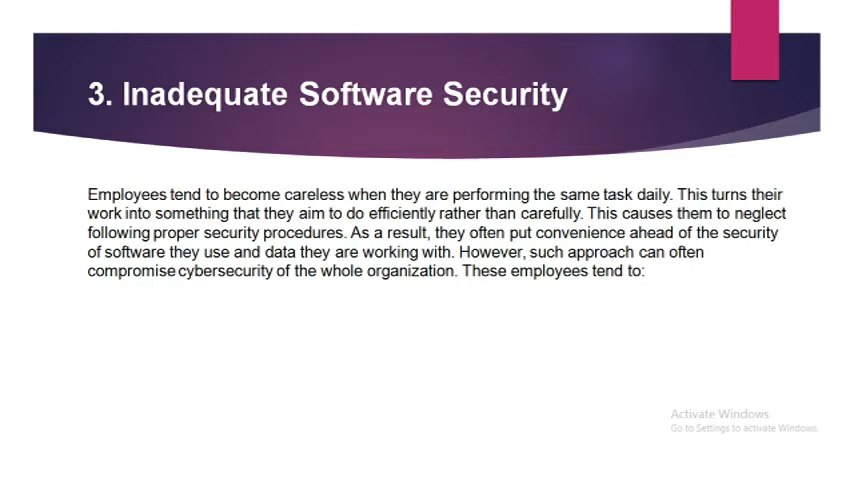 3. Inadequate Software Security
Employees tend to become careless when they are performing the same task daily. This turns their
work into something that they aim to do efficiently rather than carefully. This causes them to neglect
following proper security procedures. As a result, they often put convenience ahead of the security
of software they use and data they are working with. However, such approach can often
compromise cybersecurity of the whole organization. These employees tend to:
Activate Windows
Go to Settings to activate Windows.